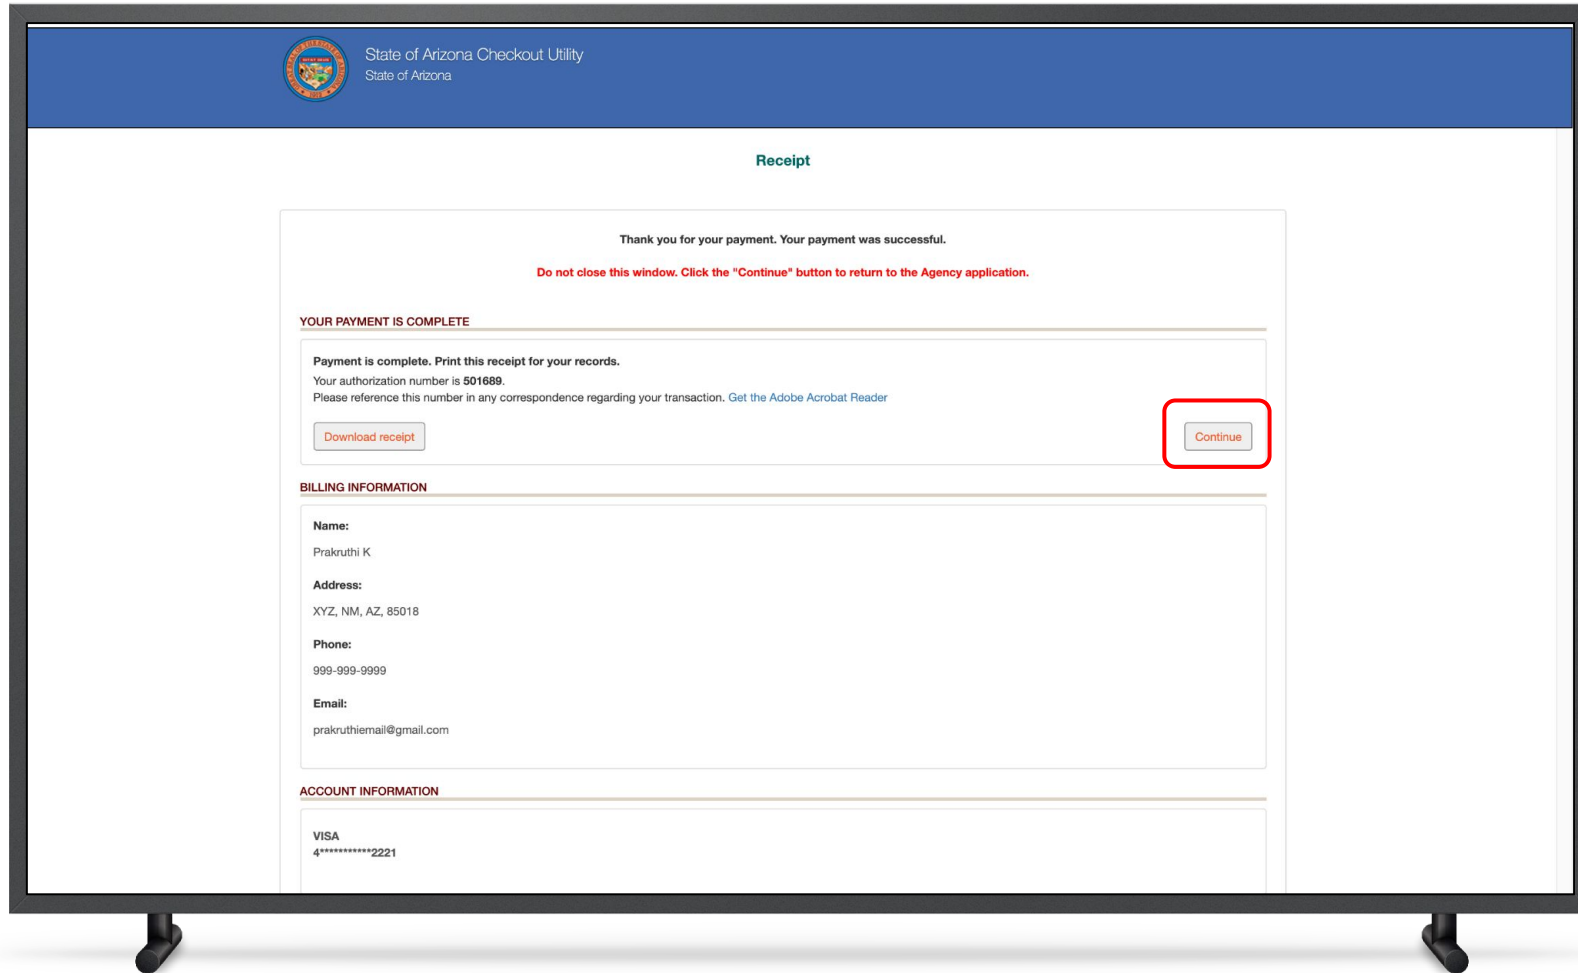 State of Arizona Checkout Utility
State of Arizona
Receipt
Thank you for your payment. Your payment was successful.
Do not close this window. Click the "Continue" button to return to the Agency application.
YOUR PAYMENT IS COMPLETE
Payment is complete. Print this receipt for your records.
Your authorization number is 501689.
Please reference this number in any correspondence regarding your transaction. Get the Adobe Acrobat Reader
Download receipt
Continue
BILLING INFORMATION
Name:
Prakruthi K
Address:
XYZ, NM, AZ, 85018
Phone:
999-999-9999
Email:
prakruthiemail@gmail.com
ACCOUNT INFORMATION
VISA
4***********2221